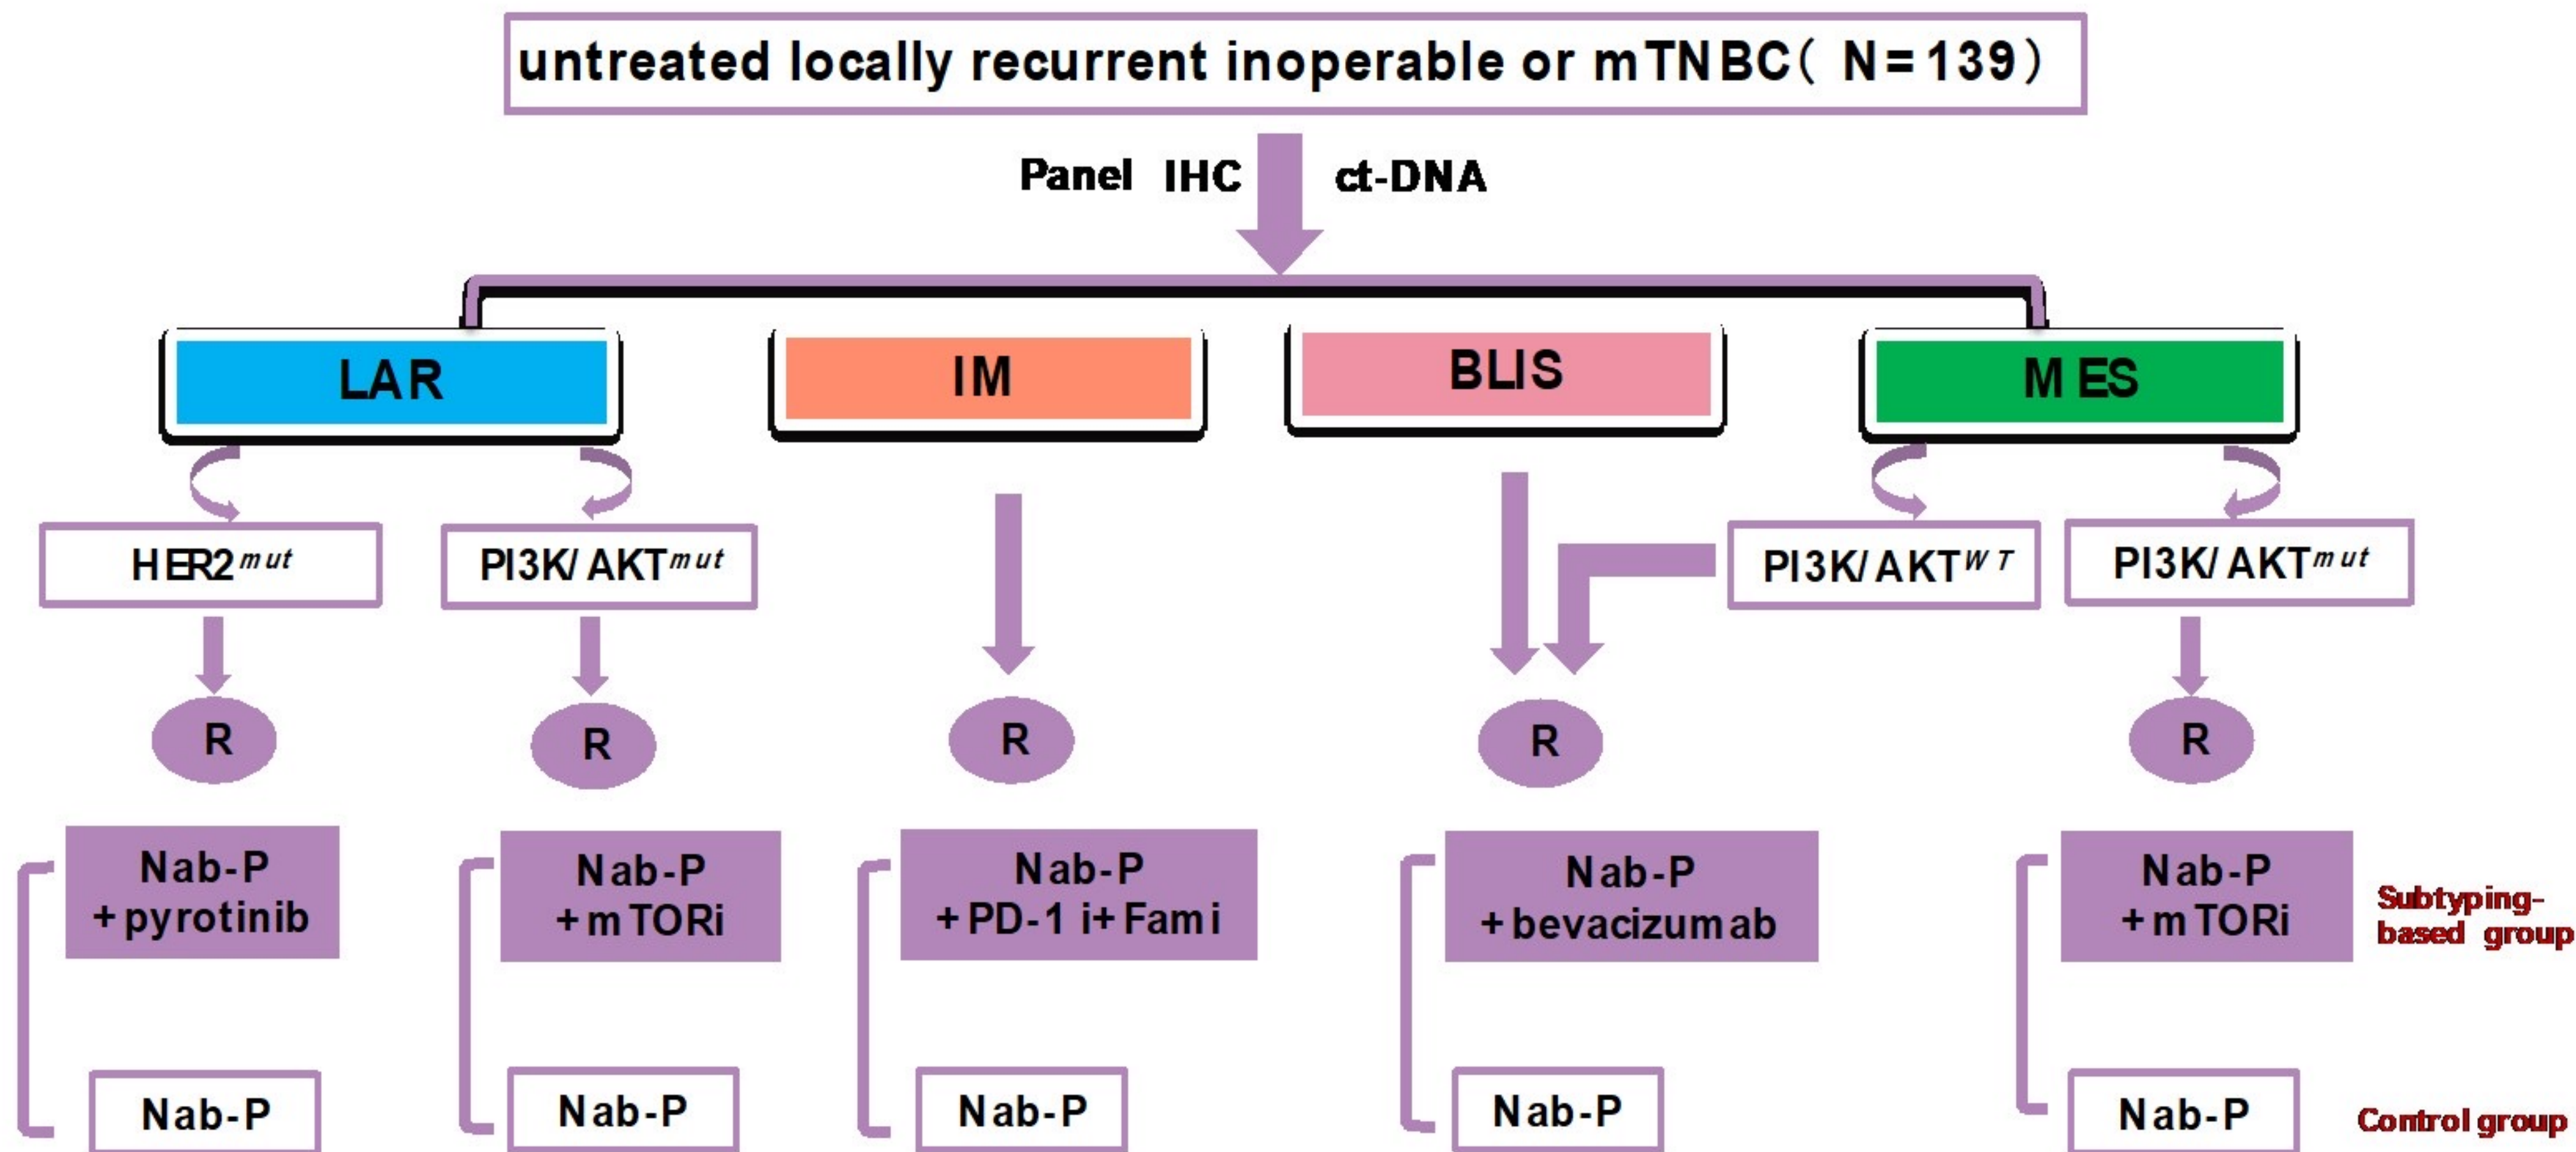 untreated locally recurrent inoperable or mTNBC( N=139)
Panel IHC ct-DNA
LAR IM BLIS MES
HER2mut PI3K/AKTmut PI3K/AKTWT PI3K/AKTmut
R R R R R
Nab-P
+pyrotinib
Nab-P
+mTORi
Nab-P
+PD-1 i+Fami
Nab-P
+bevacizumab
Nab-P
+mTORi
Subtyping-
based group
Nab-P Nab-P Nab-P Nab-P Nab-P
Control group